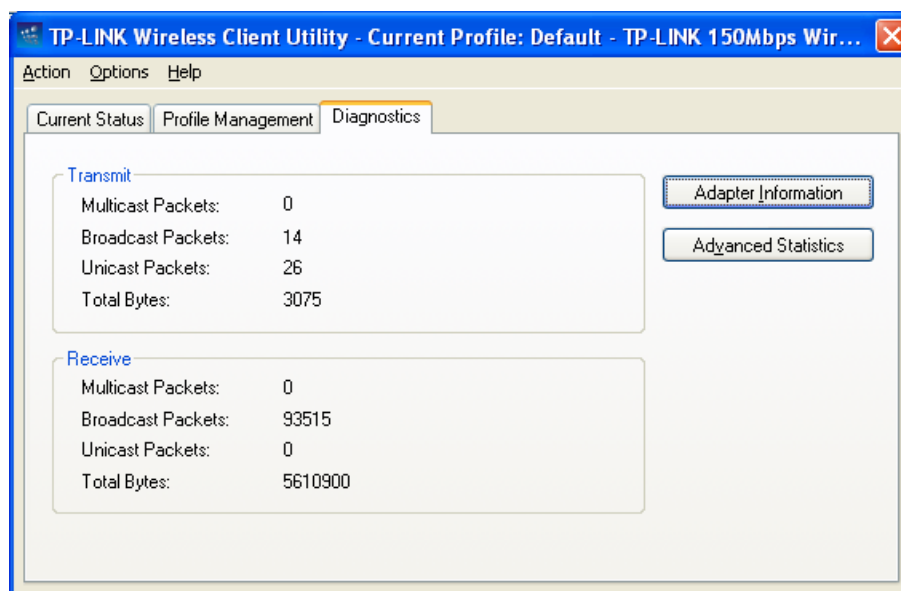 TP-LINK Wireless Client Utility - Current Profile: Default - TP-LINK 150Mbps Wir...
Action Options Help
Current Status Profile Management Diagnostics
Transmit
Multicast Packets: 0
Broadcast Packets: 14
Unicast Packets: 26
Total Bytes: 3075
Adapter Information
Advanced Statistics
Receive
Multicast Packets: 0
Broadcast Packets: 93515
Unicast Packets: 0
Total Bytes: 5610900